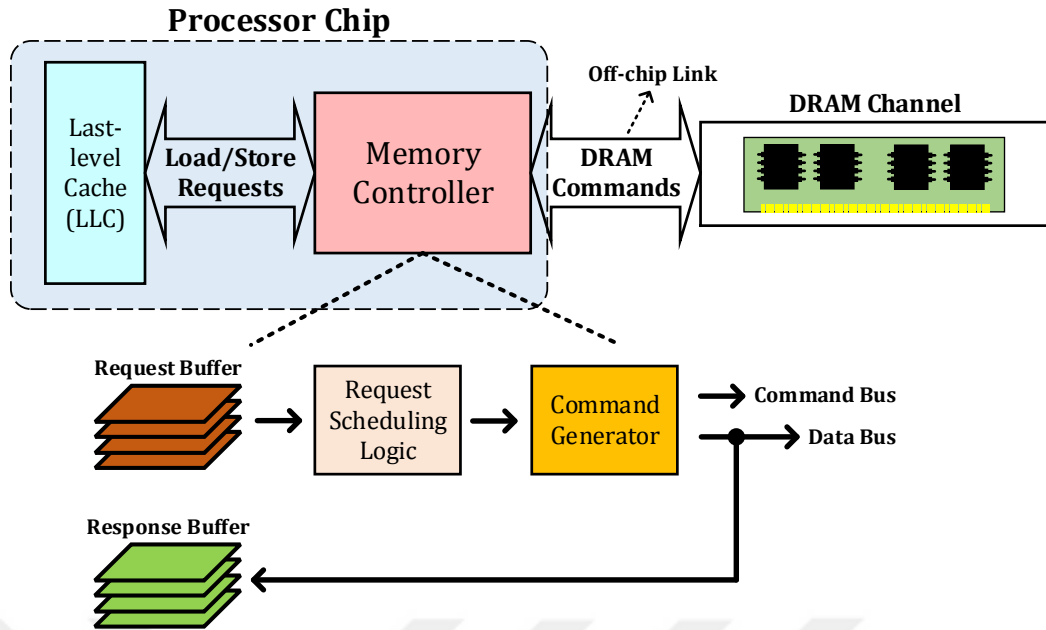 Processor Chip
Off-chip Link
DRAM Channel
Last-
level
Cache
(LLC)
Load/Store
Requests
Memory
Controller
DRAM
Commands
Request Buffer
Request
Scheduling
Logic
Command
Generator
Command Bus
Data Bus
Response Buffer